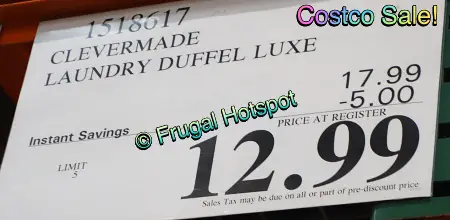 Costco Sale!
1518617
CLEVERMADE
LAUNDRY DUFFEL LUXE
17.99
-5.00
Instant Savings
© Frugal Hotspot
PRICE AT REGISTER
LIMIT
5
12.99
Sales Tax may be due on all or part of pre-discount price